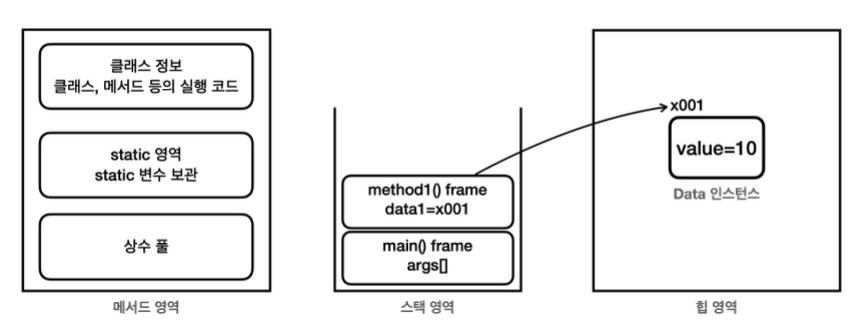 클래스 정보
클래스, 메서드 등의 실행 코드
static 영역
static 변수 보관
상수 풀
메서드 영역
method1() frame
data1=x001
main() frame
args[]
스택 영역
x001
value=10
Data 인스턴스
힙 영역